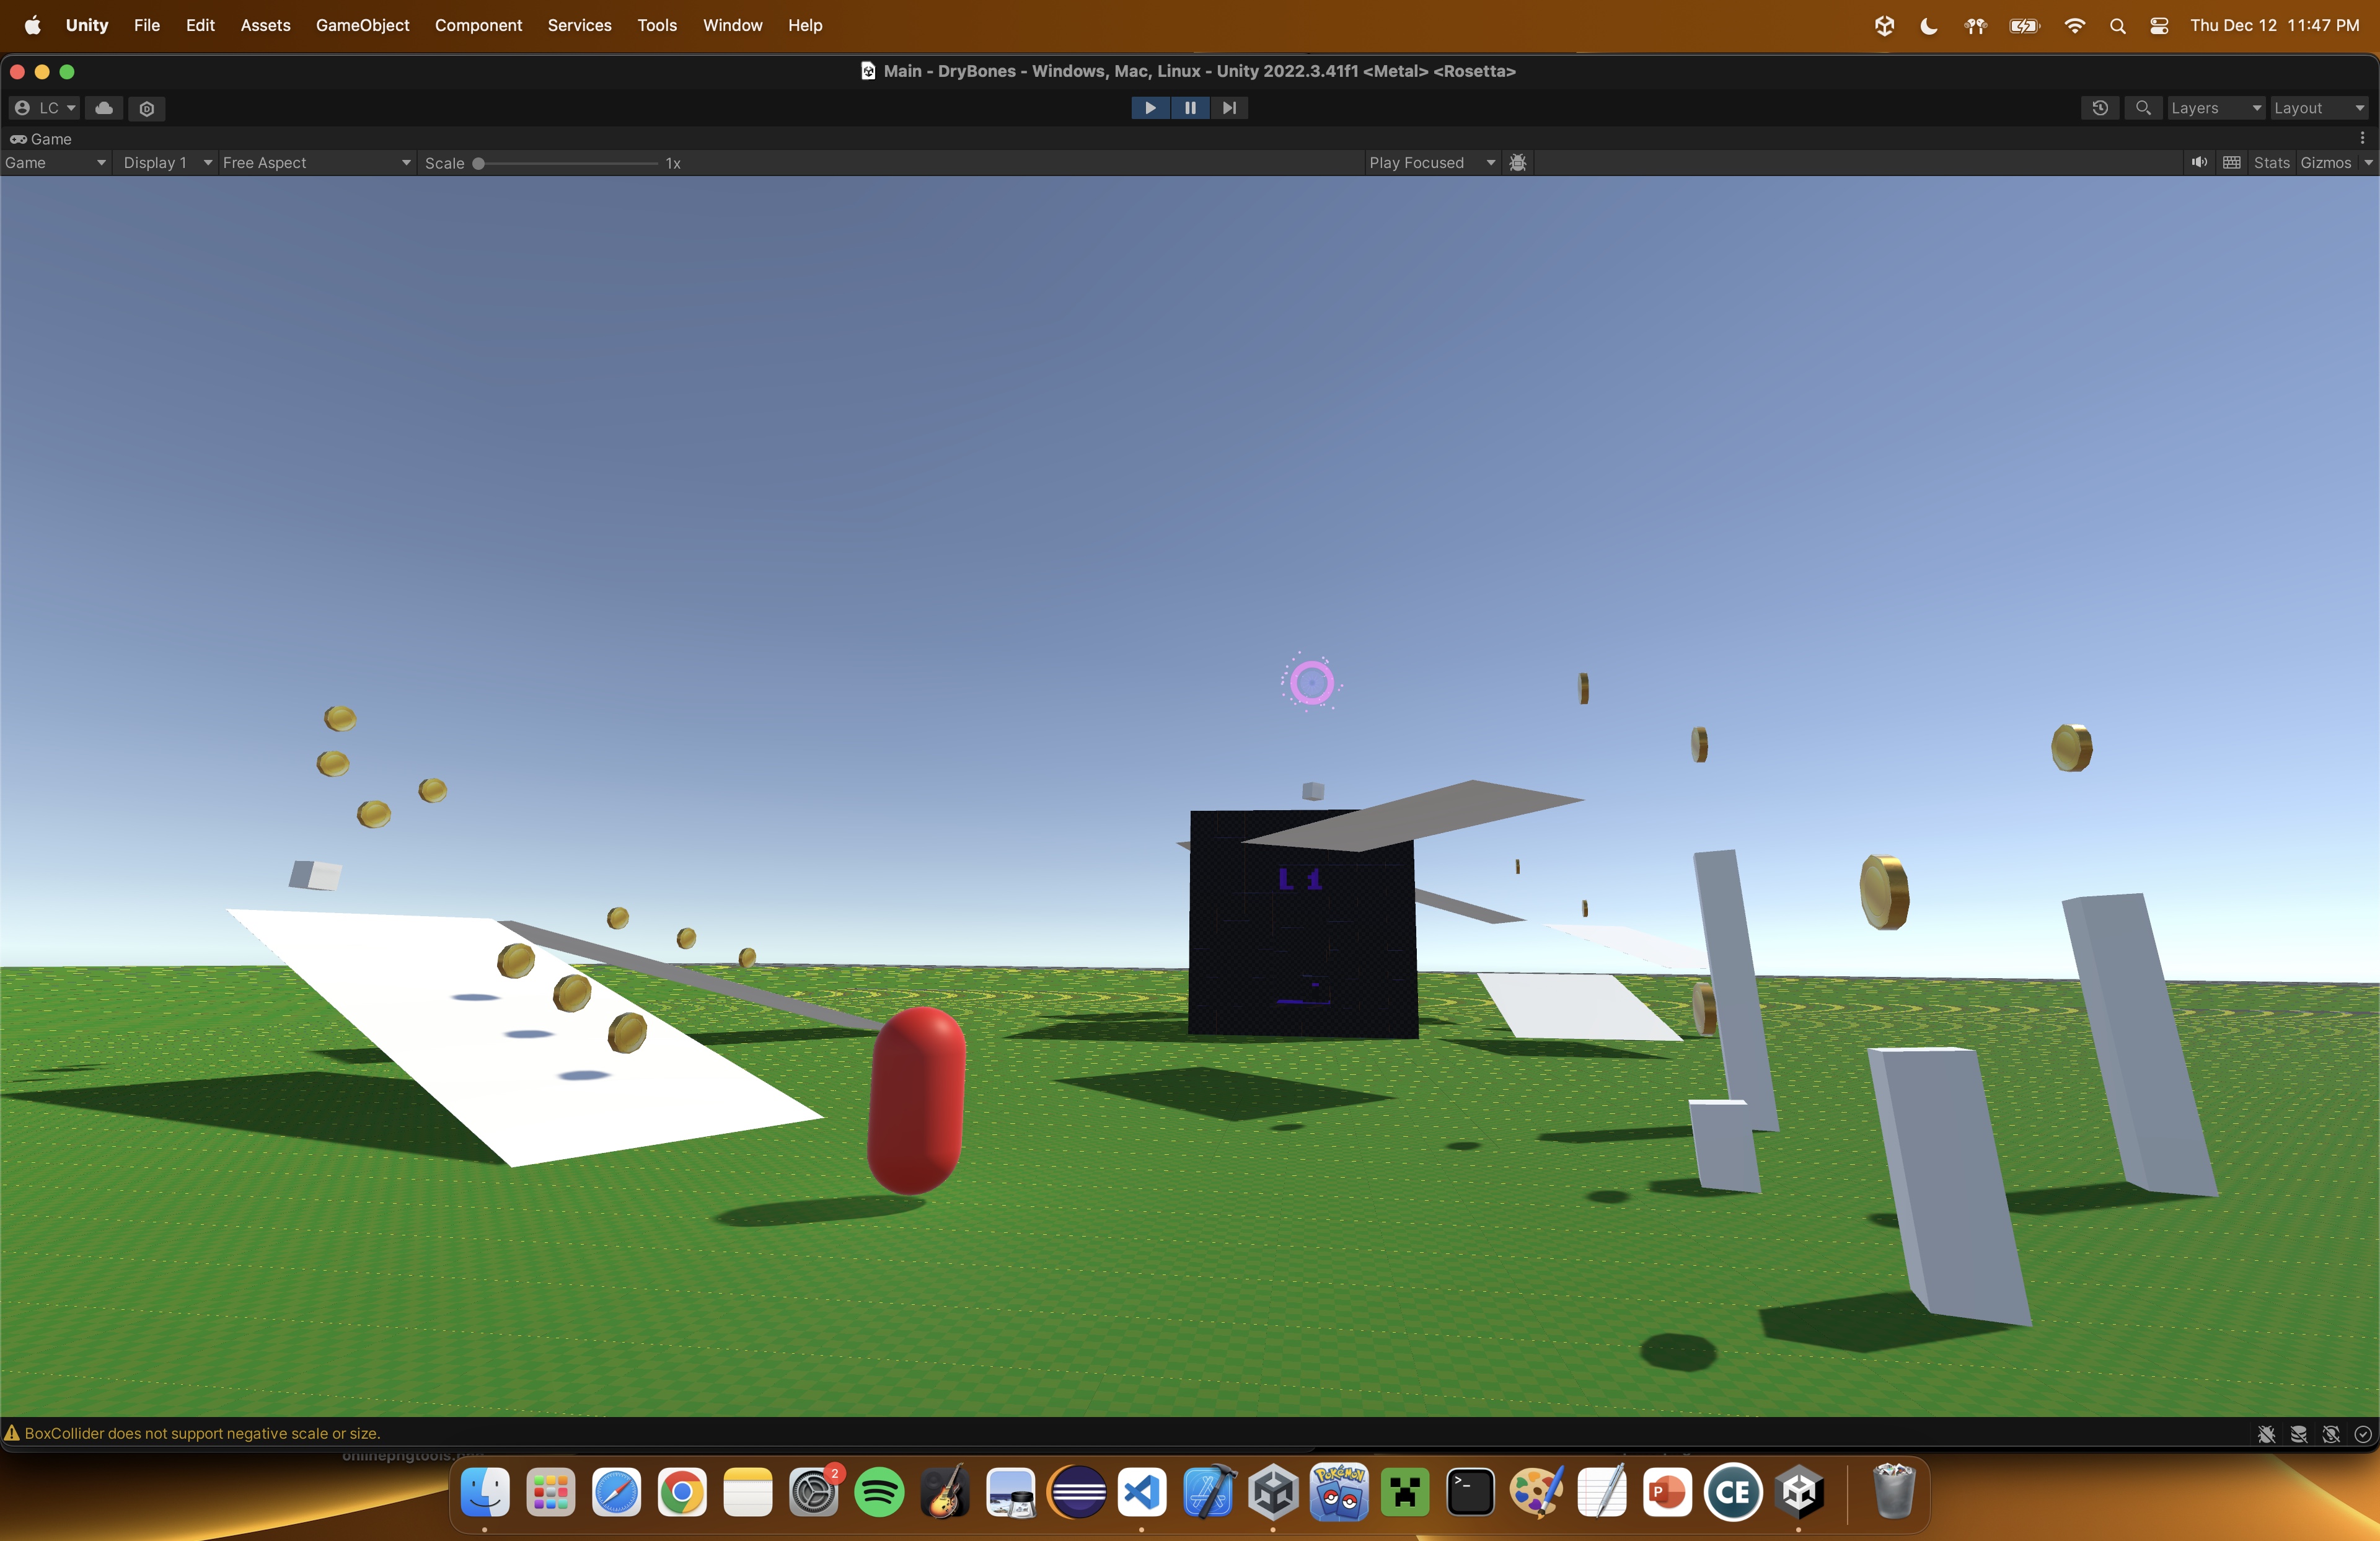 Unity File Edit Assets GameObject Component Services Tools Window Help Thu Dec 12 11:47 PM
Main - DryBones - Windows, Mac, Linux - Unity 2022.3.41f1 <Metal> <Rosetta>
LC Layers Layout
Game
Game Display 1 Free Aspect Scale 1x Play Focused Stats Gizmos
L 1
BoxCollider does not support negative scale or size.
2
POKÉMON
>_
P
CE